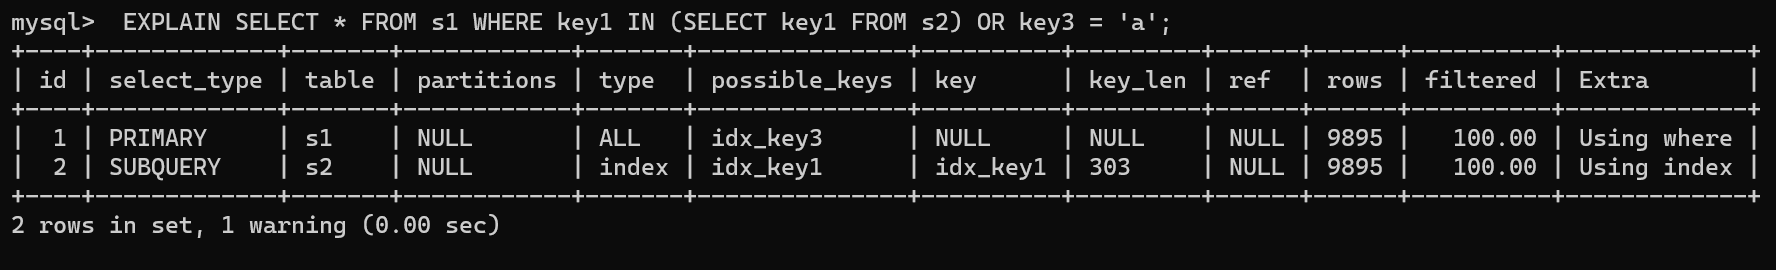 mysql>  EXPLAIN SELECT * FROM s1 WHERE key1 IN (SELECT key1 FROM s2) OR key3 = 'a';
+----+-------------+-------+------------+-------+---------------+----------+---------+------+------+----------+-------------+
| id | select_type | table | partitions | type  | possible_keys | key      | key_len | ref  | rows | filtered | Extra       |
+----+-------------+-------+------------+-------+---------------+----------+---------+------+------+----------+-------------+
|  1 | PRIMARY     | s1    | NULL       | ALL   | idx_key3      | NULL     | NULL    | NULL | 9895 |   100.00 | Using where |
|  2 | SUBQUERY    | s2    | NULL       | index | idx_key1      | idx_key1 | 303     | NULL | 9895 |   100.00 | Using index |
+----+-------------+-------+------------+-------+---------------+----------+---------+------+------+----------+-------------+
2 rows in set, 1 warning (0.00 sec)